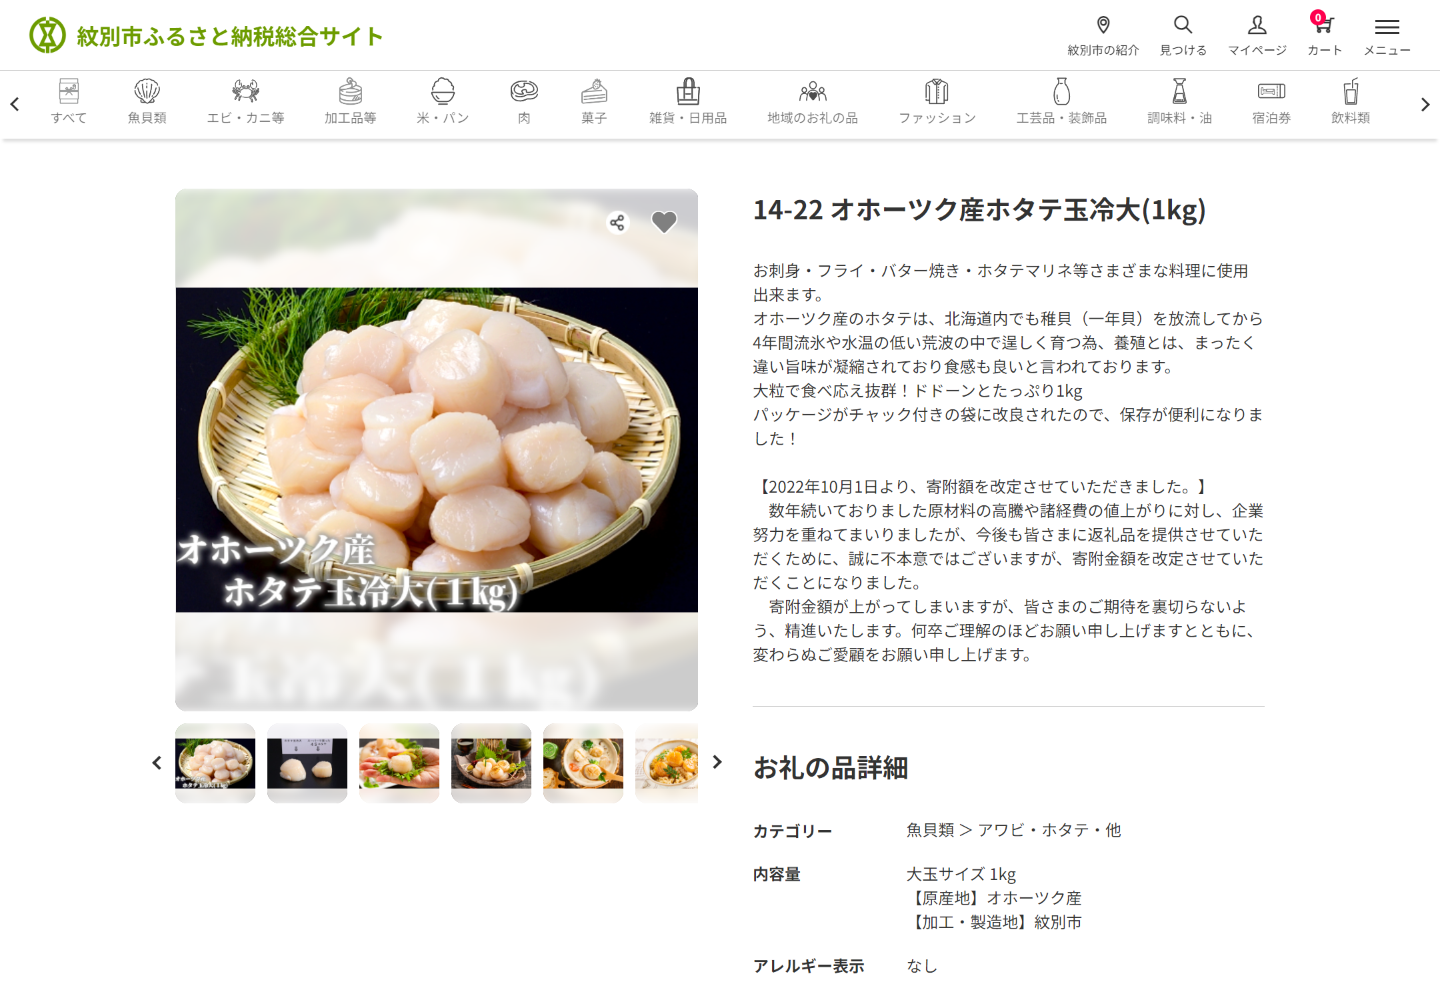 紋別市ふるさと納税総合サイト
紋別市の紹介
見つける
マイページ
0
カート
メニュー
すべて
魚貝類
エビ・カニ等
加工品等
米・パン
肉
菓子
雑貨・日用品
地域のお礼の品
ファッション
工芸品・装飾品
調味料・油
宿泊券
飲料類
オホーツク産
ホタテ玉冷大(1kg)
14-22 オホーツク産ホタテ玉冷大(1kg)
お刺身・フライ・バター焼き・ホタテマリネ等さまざまな料理に使用
出来ます。
オホーツク産のホタテは、北海道内でも稚貝（一年貝）を放流してから
4年間流氷や水温の低い荒波の中で逞しく育つ為、養殖とは、まったく
違い旨味が凝縮されており食感も良いと言われております。
大粒で食べ応え抜群！ドドーンとたっぷり1kg
パッケージがチャック付きの袋に改良されたので、保存が便利になりま
した！
【2022年10月1日より、寄附額を改定させていただきました。】
数年続いておりました原材料の高騰や諸経費の値上がりに対し、企業
努力を重ねてまいりましたが、今後も皆さまに返礼品を提供させていた
だくために、誠に不本意ではございますが、寄附金額を改定させていた
だくことになりました。
寄附金額が上がってしまいますが、皆さまのご期待を裏切らないよ
う、精進いたします。何卒ご理解のほどお願い申し上げますとともに、
変わらぬご愛顧をお願い申し上げます。
お礼の品詳細
カテゴリー
魚貝類 ＞ アワビ・ホタテ・他
内容量
大玉サイズ 1kg
【原産地】オホーツク産
【加工・製造地】紋別市
アレルギー表示
なし